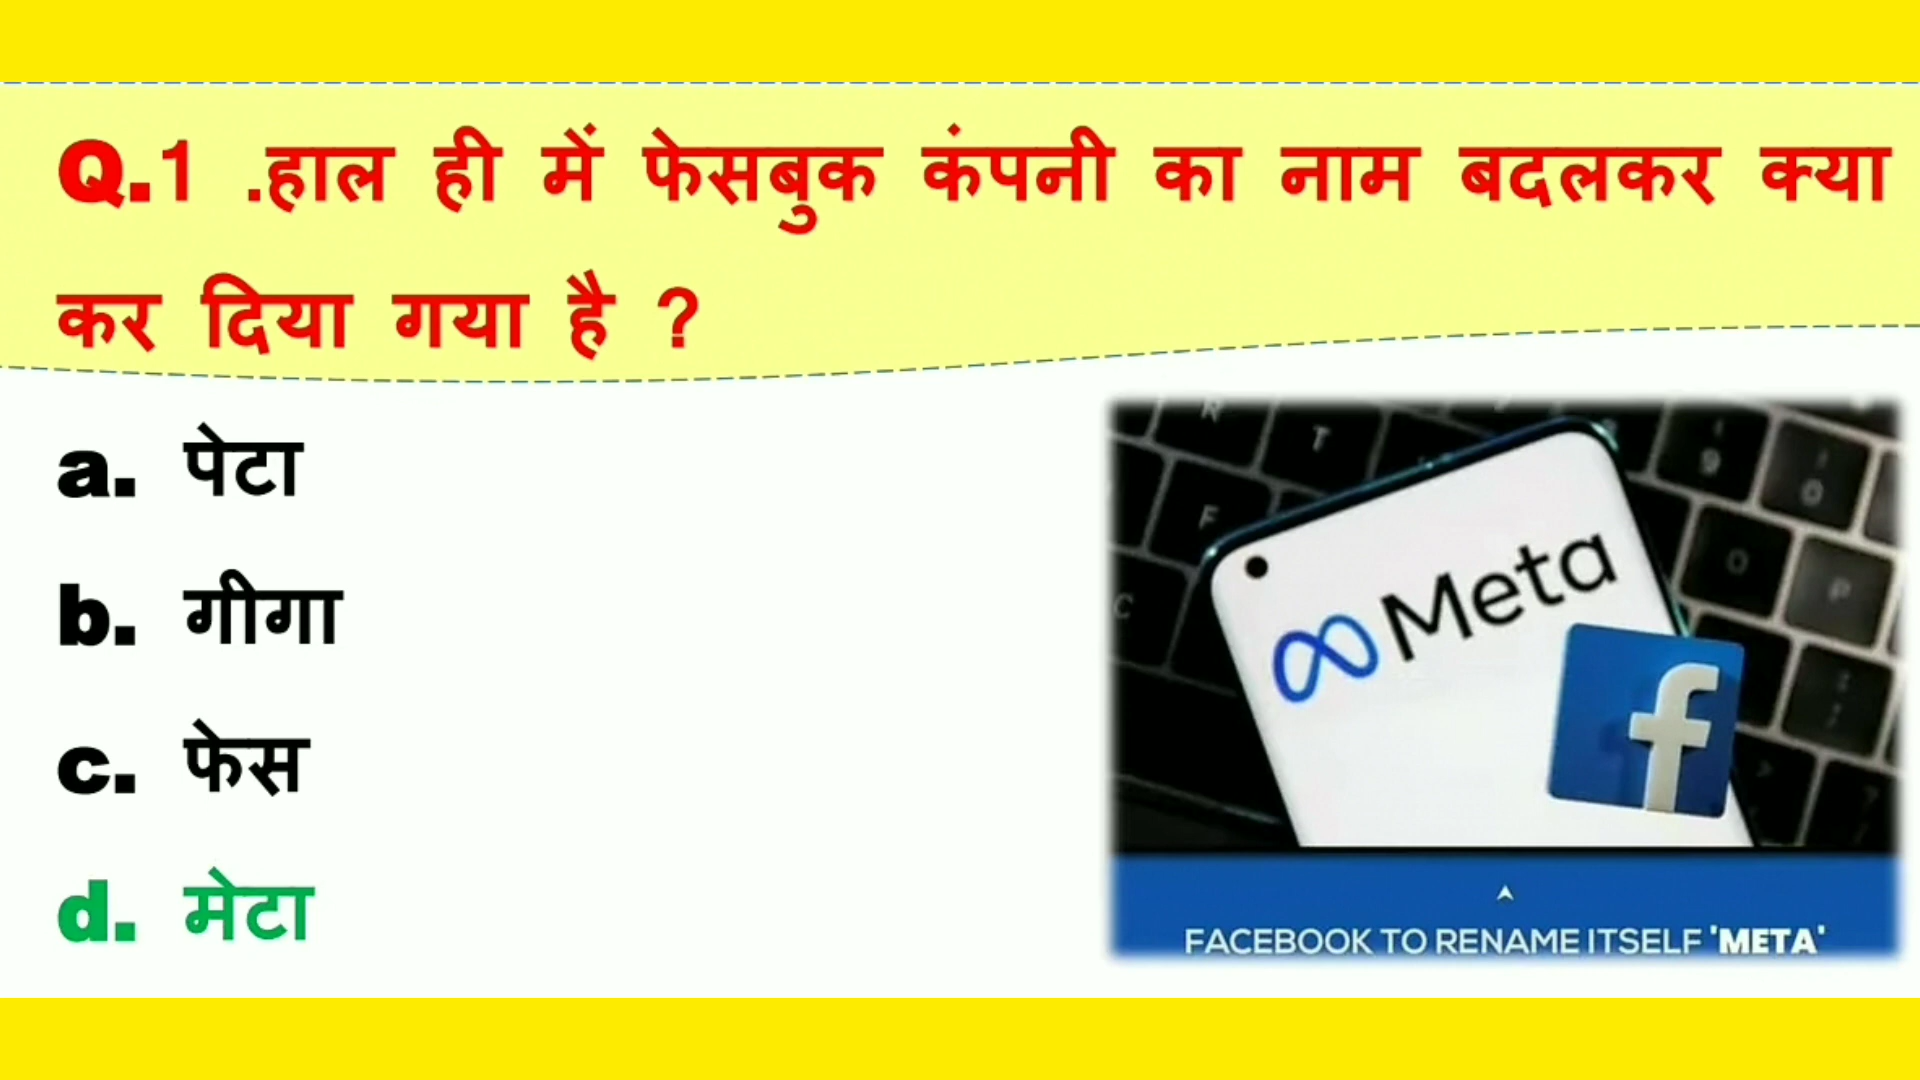 Q.1 .हाल ही में फेसबुक कंपनी का नाम बदलकर क्या
कर दिया गया है ?
a. पेटा
b. गीगा
c. फेस
d. मेटा
Meta
f
FACEBOOK TO RENAME ITSELF 'META'